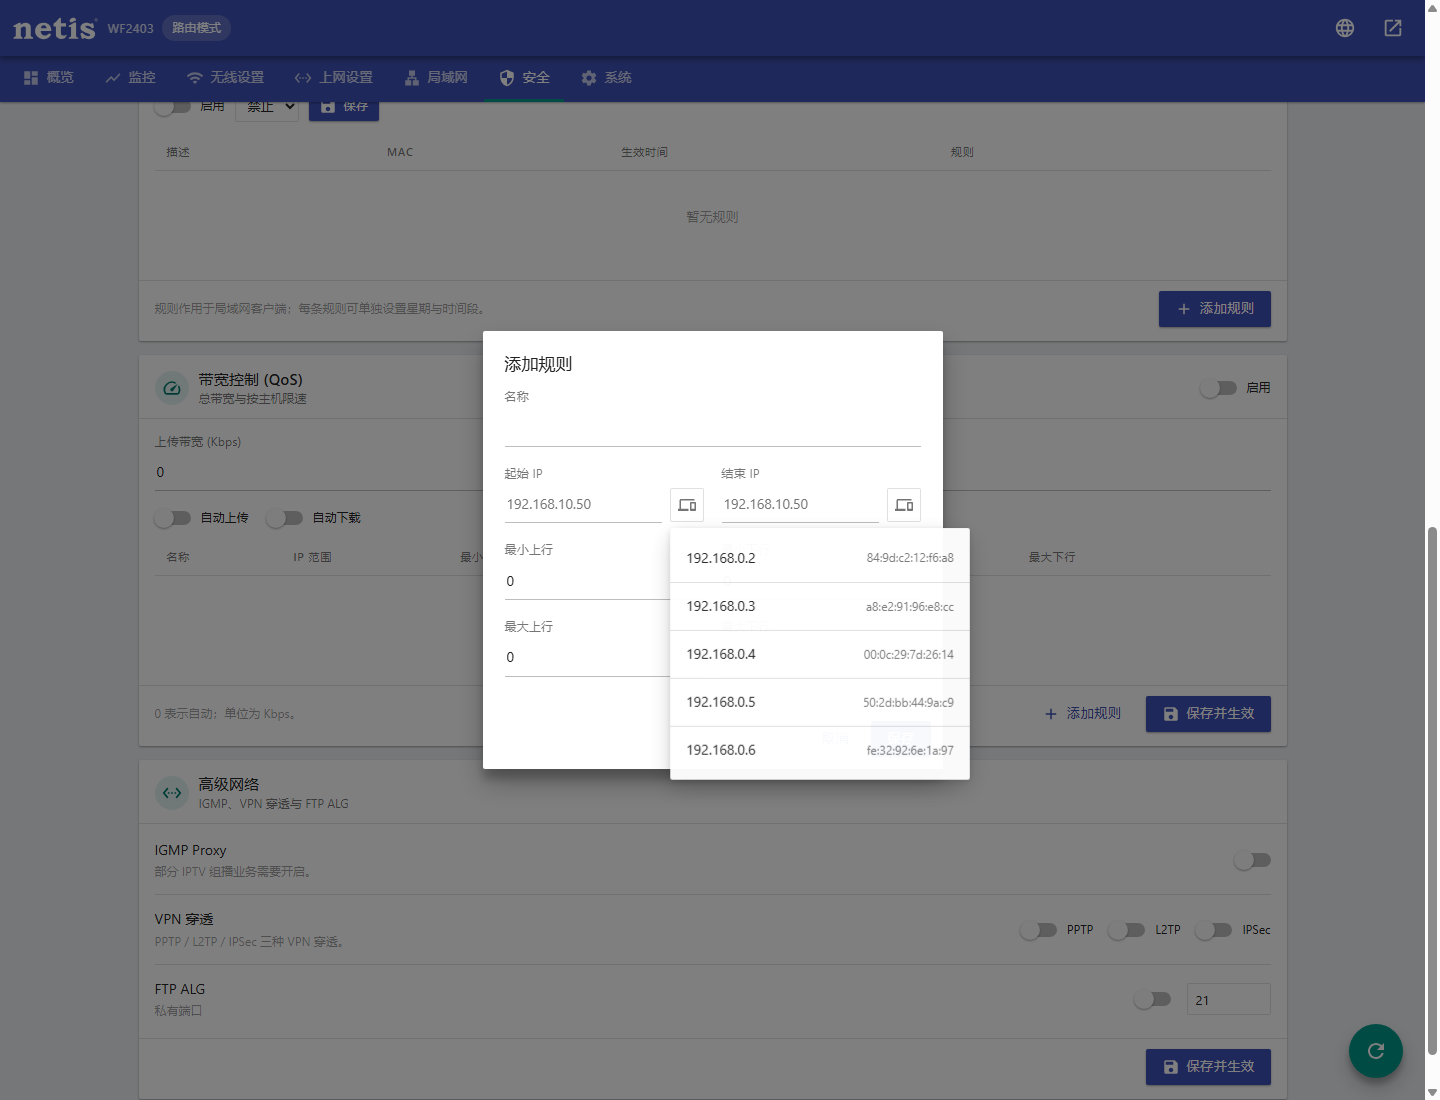 netis WF2403 路由模式
概览 监控 无线设置 上网设置 局域网 安全 系统
启用 禁止 保存
描述 MAC 生效时间 规则
暂无规则
规则作用于局域网客户端；每条规则可单独设置星期与时间段。 添加规则
带宽控制 (QoS)
总带宽与按主机限速
启用
上传带宽 (Kbps)
0
自动上传 自动下载
名称 IP 范围 最小 最大下行
0 表示自动；单位为 Kbps。 添加规则 保存并生效
添加规则
名称
起始 IP 结束 IP
192.168.10.50 192.168.10.50
最小上行
0
最大上行
0
192.168.0.2 84:9d:c2:12:f6:a8
192.168.0.3 a8:e2:91:96:e8:cc
192.168.0.4 00:0c:29:7d:26:14
192.168.0.5 50:2d:bb:44:9a:c9
192.168.0.6 fe:32:92:6e:1a:97
高级网络
IGMP、VPN 穿透与 FTP ALG
IGMP Proxy
部分 IPTV 组播业务需要开启。
VPN 穿透
PPTP / L2TP / IPSec 三种 VPN 穿透。
PPTP L2TP IPSec
FTP ALG
私有端口
21
保存并生效